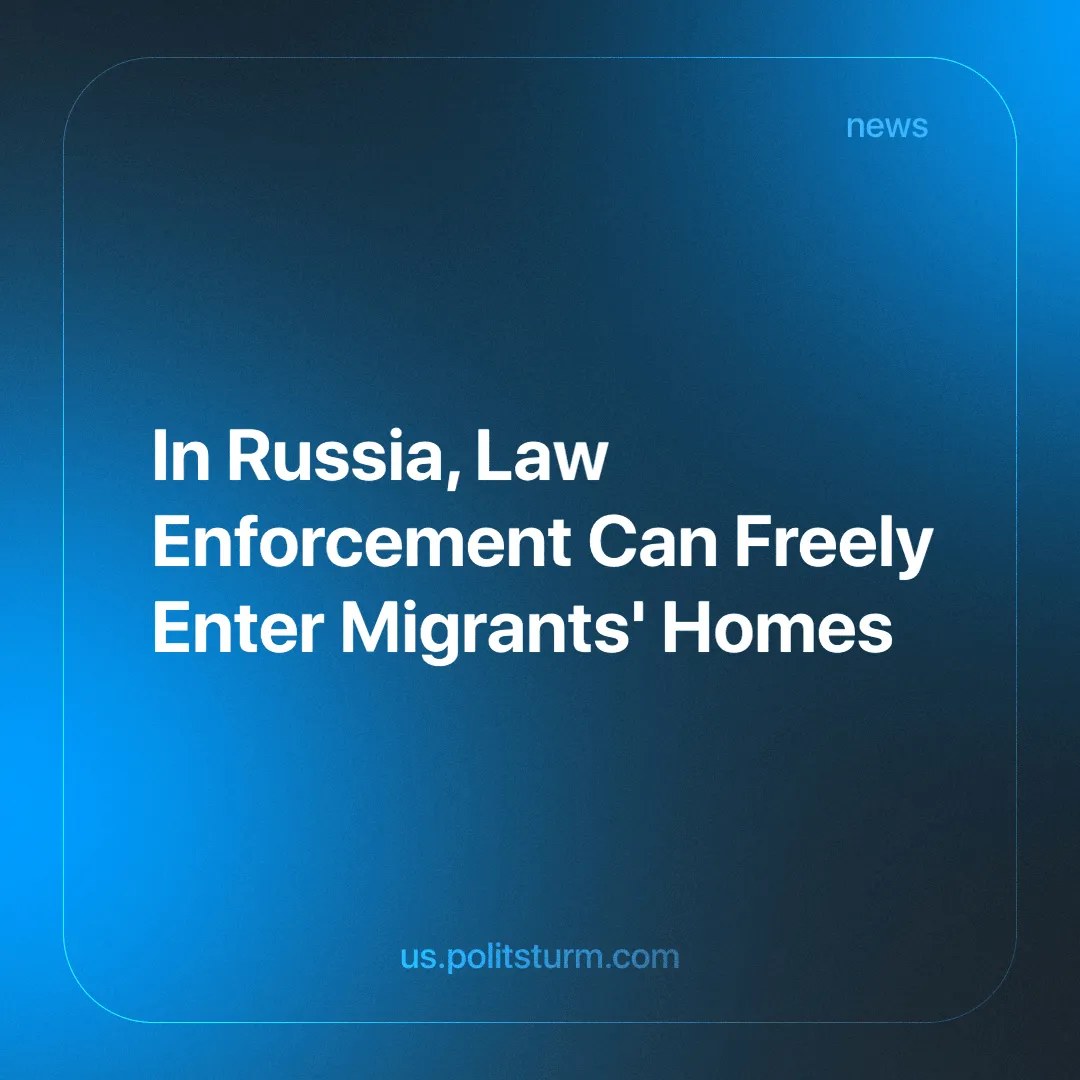 news
In Russia, Law
Enforcement Can Freely
Enter Migrants' Homes
us.politsturm.com